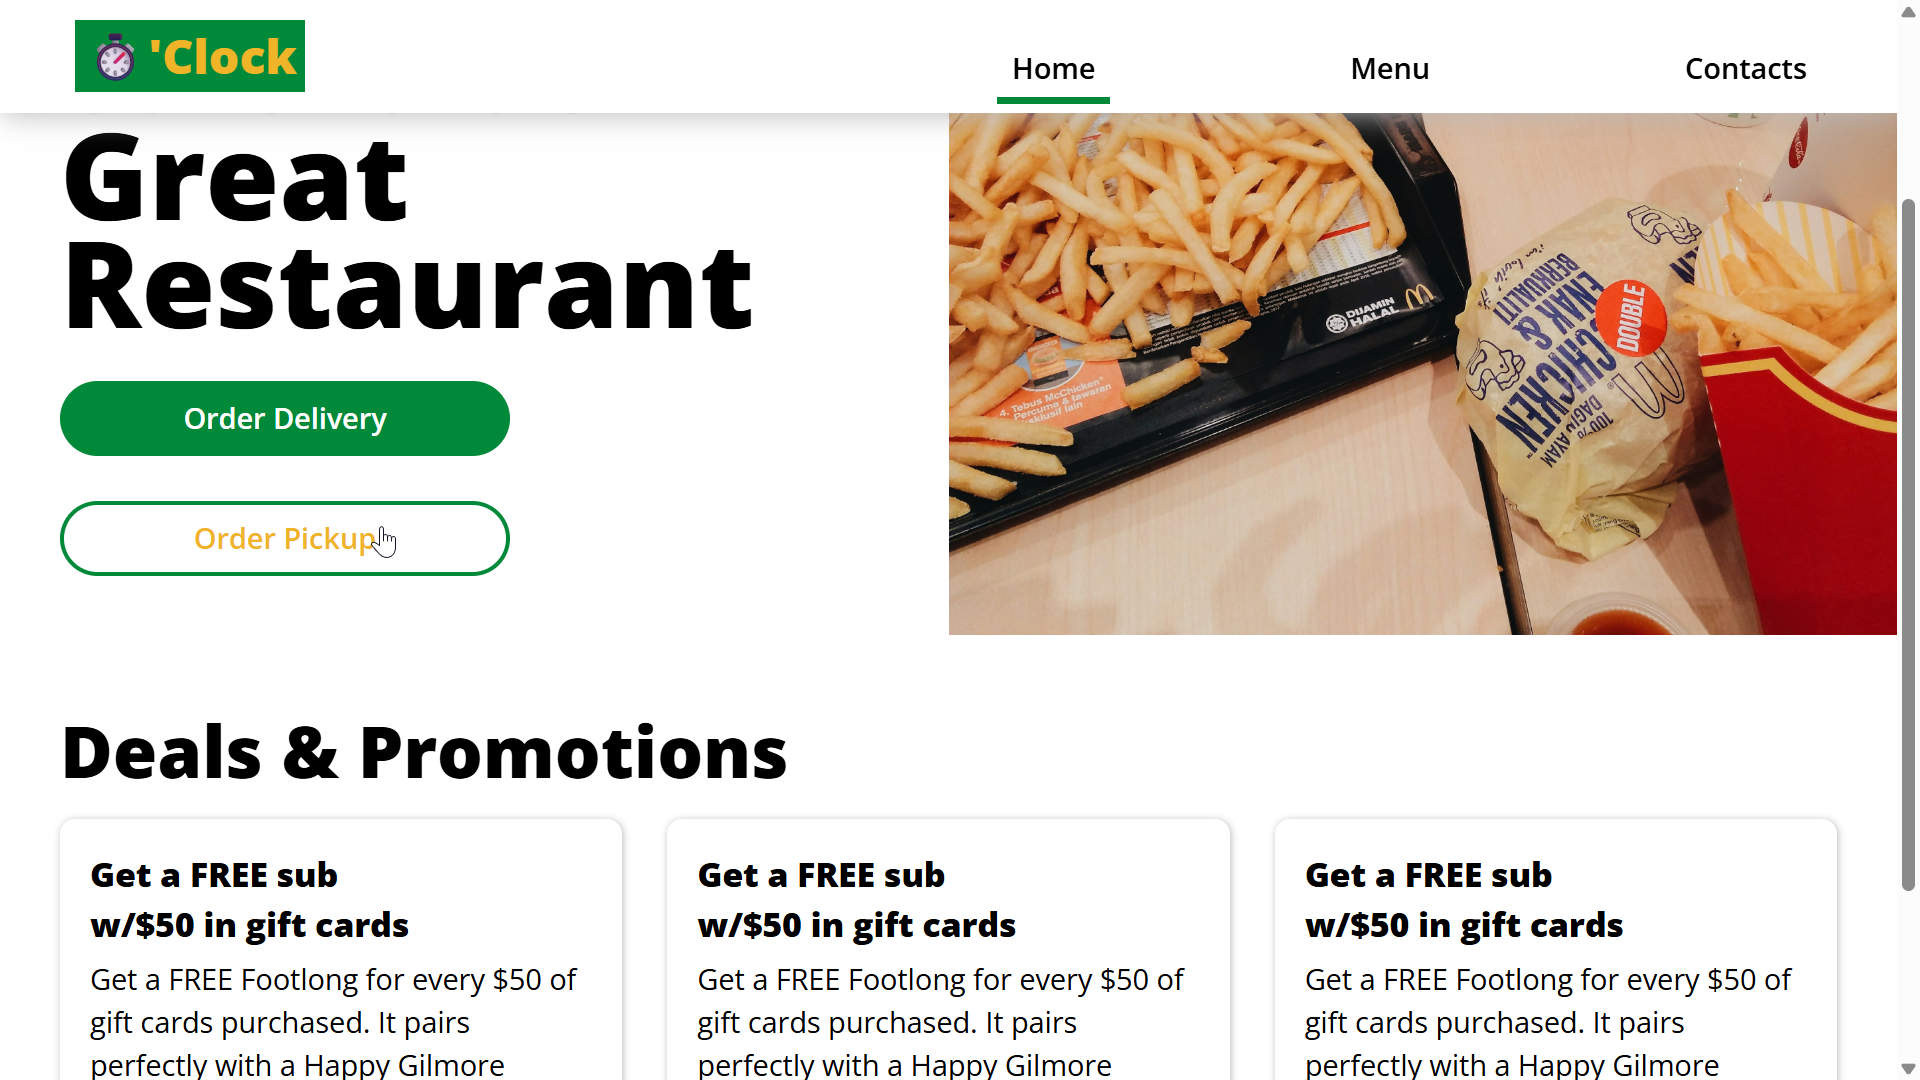 'Clock
Home
Menu
Contacts
Great
Restaurant
Order Delivery
Order Pickup
DIJAMIN
HALAL
4. Tebus McChicken®
Percuma & tawaran
eksklusif lain
i'm lovin' it
BERKUALITI
ENAK &
McCHICKEN
100%
DAGING AYAM
DOUBLE
Deals & Promotions
Get a FREE sub
w/$50 in gift cards
Get a FREE Footlong for every $50 of
gift cards purchased. It pairs
perfectly with a Happy Gilmore
Get a FREE sub
w/$50 in gift cards
Get a FREE Footlong for every $50 of
gift cards purchased. It pairs
perfectly with a Happy Gilmore
Get a FREE sub
w/$50 in gift cards
Get a FREE Footlong for every $50 of
gift cards purchased. It pairs
perfectly with a Happy Gilmore